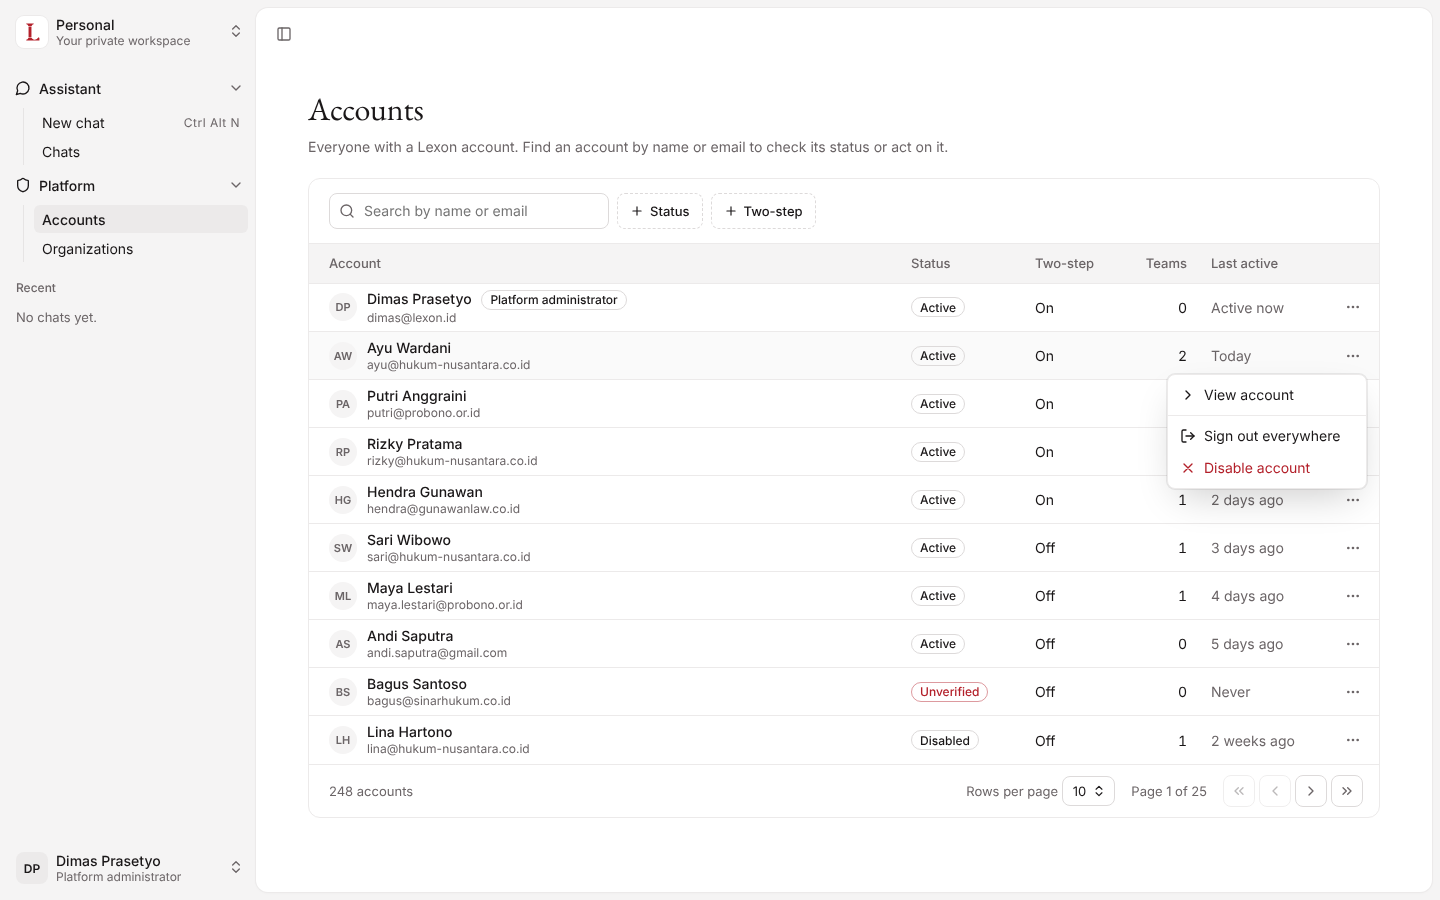 L
Personal
Your private workspace
Assistant
New chat Ctrl Alt N
Chats
Platform
Accounts
Organizations
Recent
No chats yet.
DP
Dimas Prasetyo
Platform administrator
Accounts
Everyone with a Lexon account. Find an account by name or email to check its status or act on it.
Search by name or email
Status
Two-step
Account Status Two-step Teams Last active
DP Dimas Prasetyo Platform administrator Active On 0 Active now
dimas@lexon.id
AW Ayu Wardani Active On 2 Today
ayu@hukum-nusantara.co.id
View account
Sign out everywhere
Disable account
PA Putri Anggraini Active On
putri@probono.or.id
RP Rizky Pratama Active On
rizky@hukum-nusantara.co.id
HG Hendra Gunawan Active On 1 2 days ago
hendra@gunawanlaw.co.id
SW Sari Wibowo Active Off 1 3 days ago
sari@hukum-nusantara.co.id
ML Maya Lestari Active Off 1 4 days ago
maya.lestari@probono.or.id
AS Andi Saputra Active Off 0 5 days ago
andi.saputra@gmail.com
BS Bagus Santoso Unverified Off 0 Never
bagus@sinarhukum.co.id
LH Lina Hartono Disabled Off 1 2 weeks ago
lina@hukum-nusantara.co.id
248 accounts Rows per page 10 Page 1 of 25